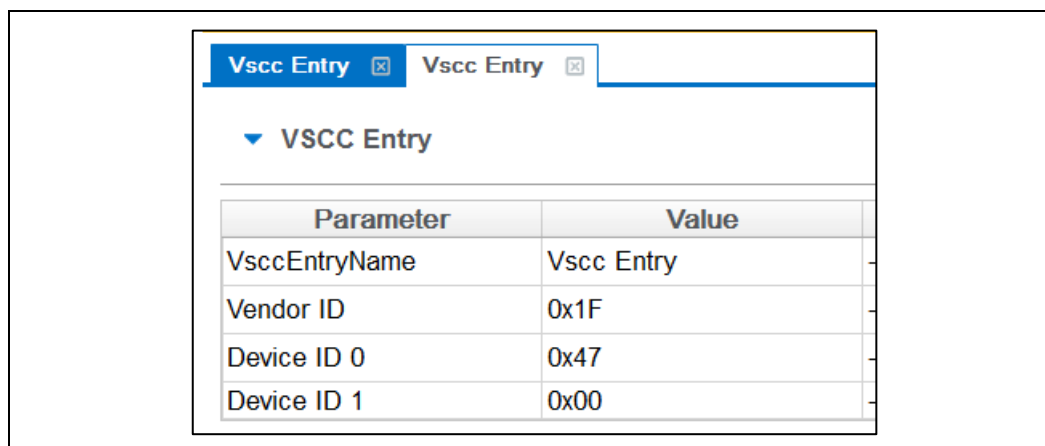 Vscc Entry Vscc Entry
VSCC Entry
Parameter Value
VsccEntryName Vscc Entry
Vendor ID 0x1F
Device ID 0 0x47
Device ID 1 0x00